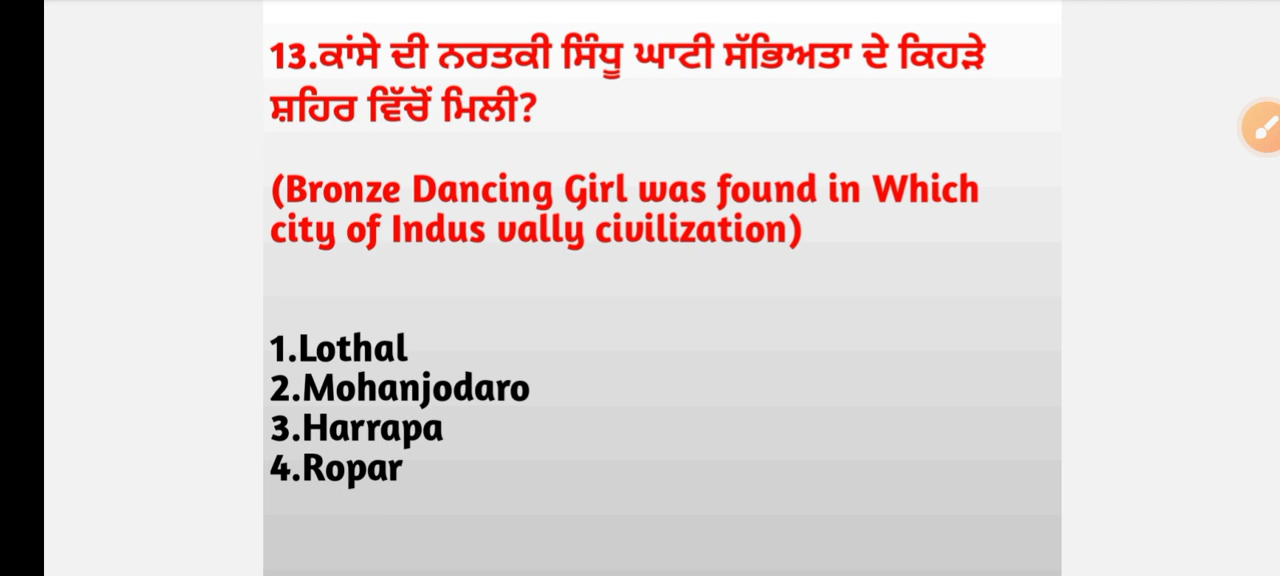 13.ਕਾਂਸੇ ਦੀ ਨਰਤਕੀ ਸਿੰਧੂ ਘਾਟੀ ਸੱਭਿਅਤਾ ਦੇ ਕਿਹੜੇ
ਸ਼ਹਿਰ ਵਿੱਚੋਂ ਮਿਲੀ?
(Bronze Dancing Girl was found in Which
city of Indus vally civilization)
1.Lothal
2.Mohanjodaro
3.Harrapa
4.Ropar